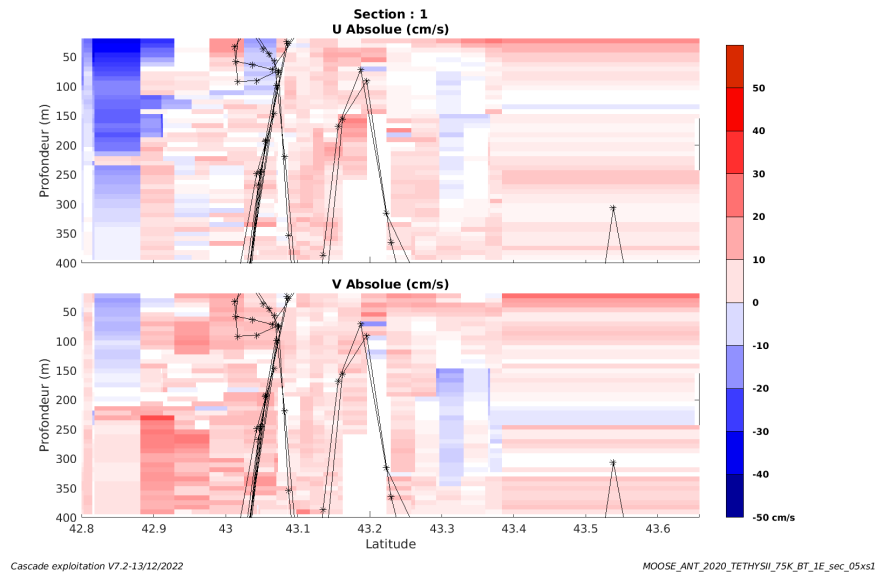 Section : 1
U Absolue (cm/s)
50
100
150
200
250
300
350
400
Profondeur (m)
V Absolue (cm/s)
50
100
150
200
250
300
350
400
Profondeur (m)
42.8 42.9 43 43.1 43.2 43.3 43.4 43.5 43.6
Latitude
50
40
30
20
10
0
-10
-20
-30
-40
-50 cm/s
Cascade exploitation V7.2-13/12/2022
MOOSE_ANT_2020_TETHYSII_75K_BT_1E_sec_05xs1